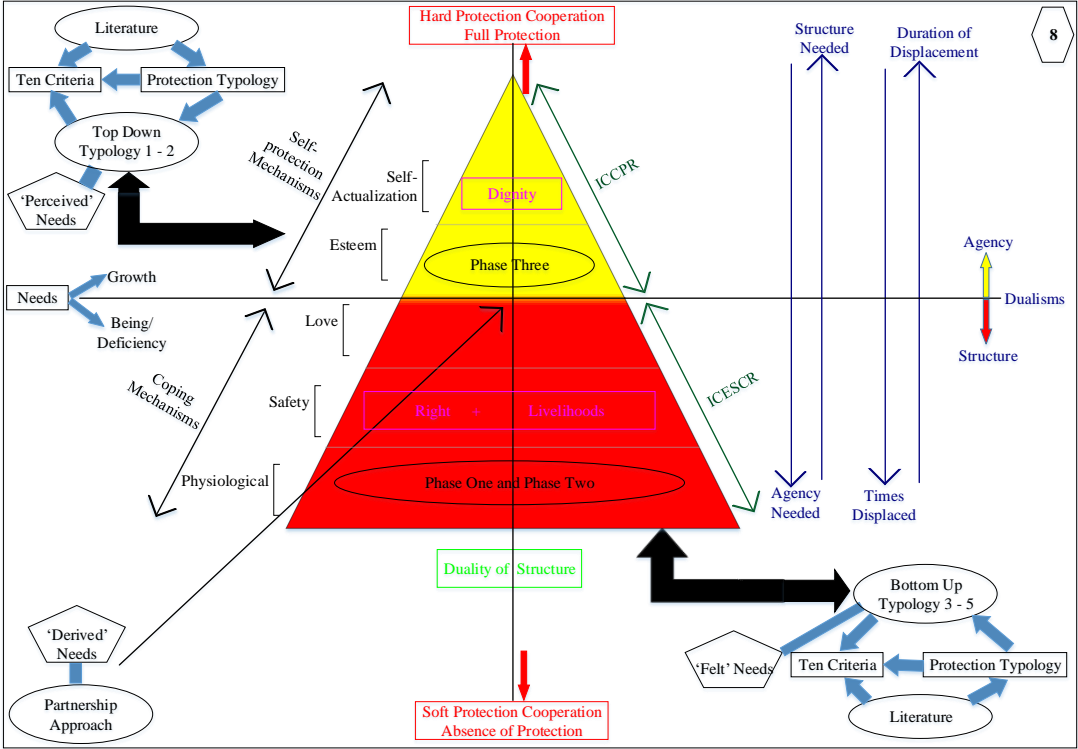 Hard Protection Cooperation
Full Protection
8
Literature
Ten Criteria
Protection Typology
Top Down
Typology 1 - 2
‘Perceived’
Needs
Self-
protection
Mechanisms
Self-
Actualization
Dignity
Esteem
Phase Three
ICCPR
Structure
Needed
Duration of
Displacement
Agency
Dualisms
Structure
Needs
Growth
Being/
Deficiency
Love
Coping
Mechanisms
Safety
Right + Livelihoods
ICESCR
Physiological
Phase One and Phase Two
Agency
Needed
Times
Displaced
Duality of Structure
Bottom Up
Typology 3 - 5
‘Derived’
Needs
‘Felt’ Needs
Ten Criteria
Protection Typology
Partnership
Approach
Literature
Soft Protection Cooperation
Absence of Protection